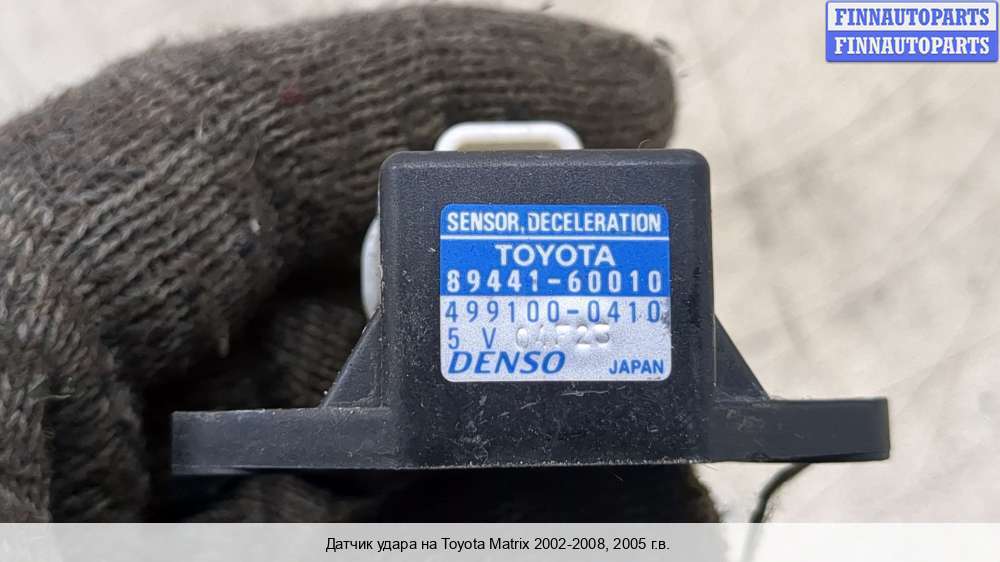 FINNAUTOPARTS
FINNAUTOPARTS
SENSOR, DECELERATION
TOYOTA
89441-60010
499100-0410
5 V
DENSO JAPAN
Датчик удара на Toyota Matrix 2002-2008, 2005 г.в.